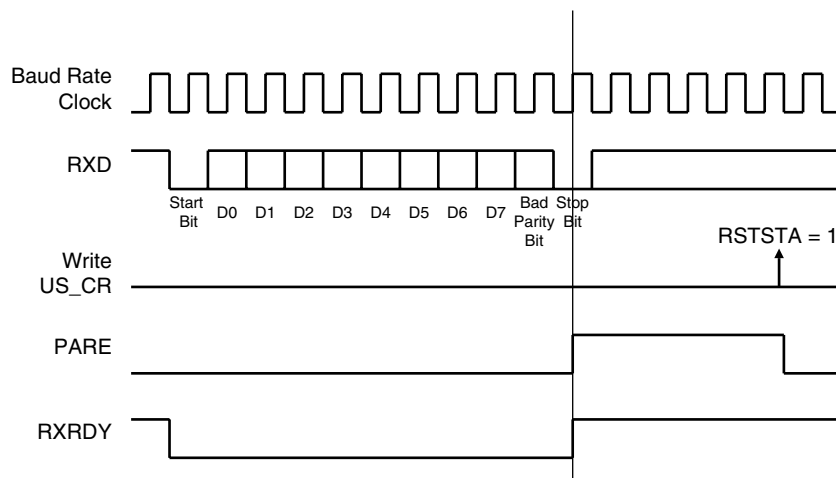 Baud Rate
Clock
RXD
Start
Bit
D0 D1 D2 D3 D4 D5 D6 D7
Bad
Parity
Bit
Stop
Bit
RSTSTA = 1
Write
US_CR
PARE
RXRDY